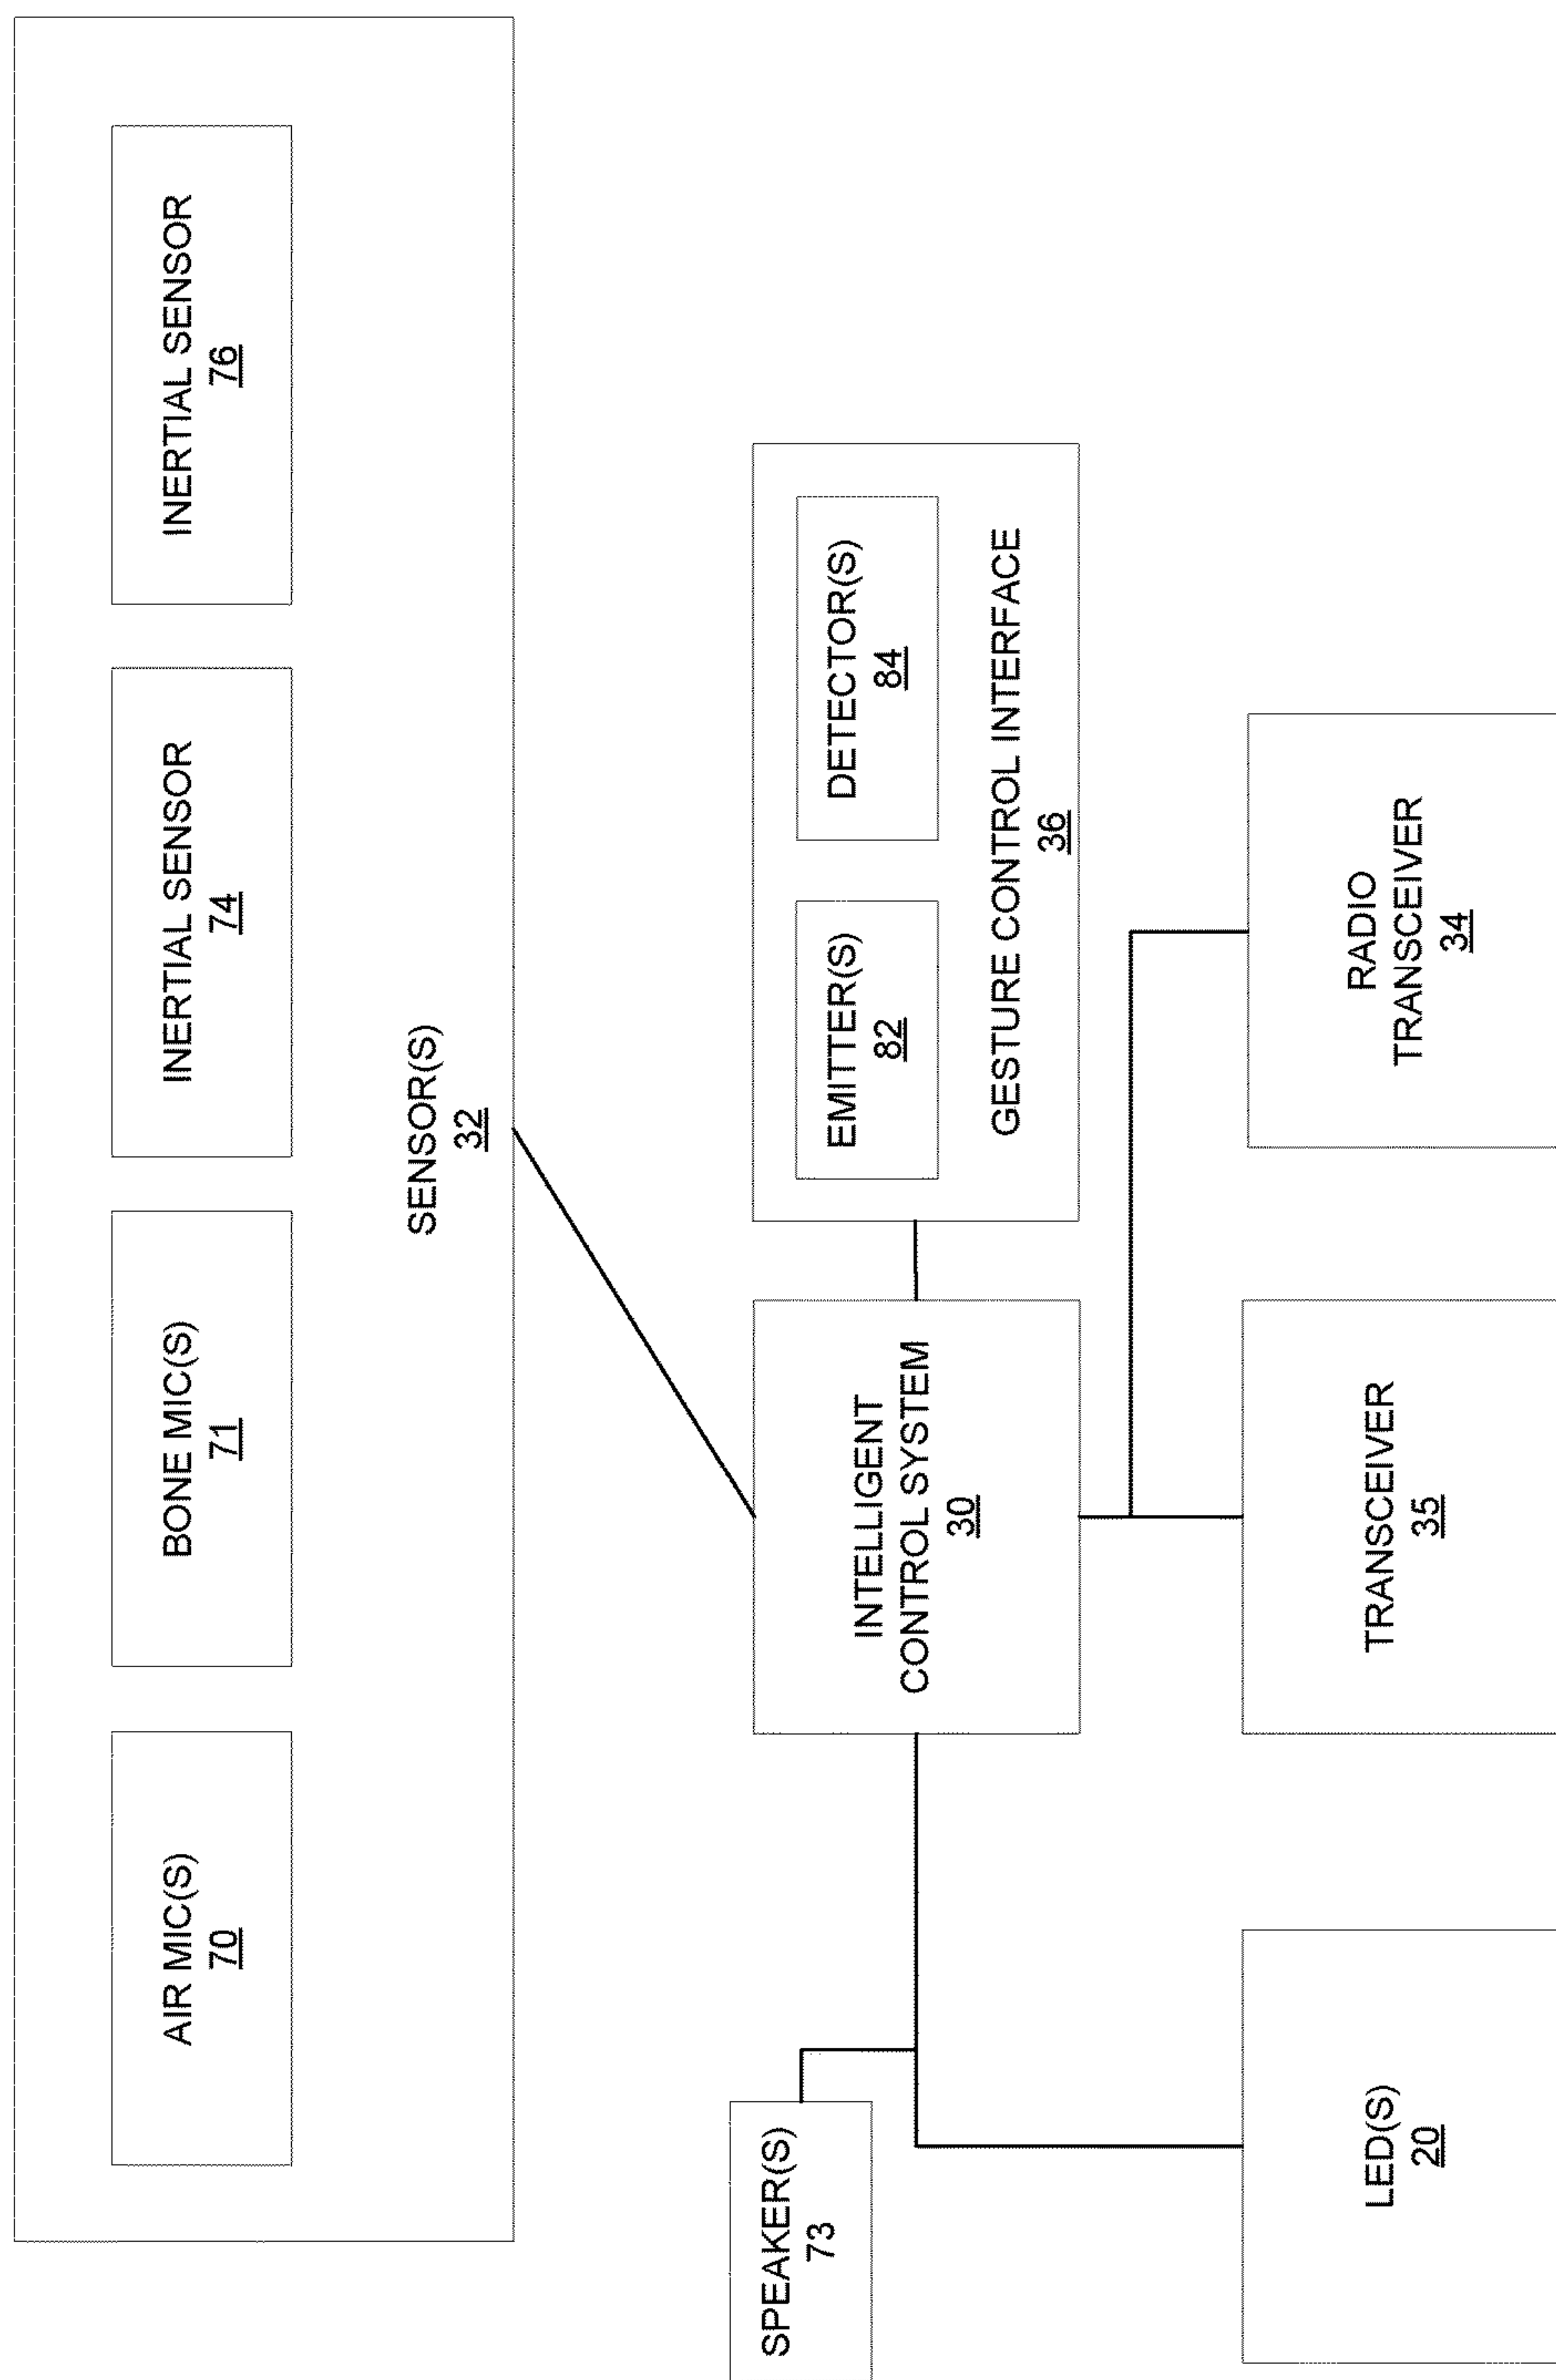 AIR MIC(S)
70
BONE MIC(S)
71
INERTIAL SENSOR
74
INERTIAL SENSOR
76
SENSOR(S)
32
SPEAKER(S)
73
INTELLIGENT
CONTROL SYSTEM
30
EMITTER(S)
82
DETECTOR(S)
84
GESTURE CONTROL INTERFACE
36
LED(S)
20
TRANSCEIVER
35
RADIO
TRANSCEIVER
34